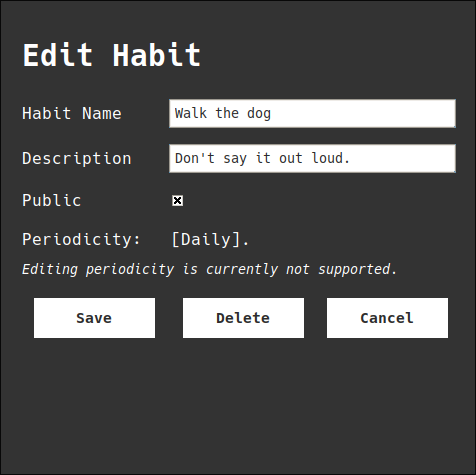 Edit Habit
Habit Name Walk the dog
Description Don't say it out loud.
Public
Periodicity: [Daily].
Editing periodicity is currently not supported.
Save Delete Cancel